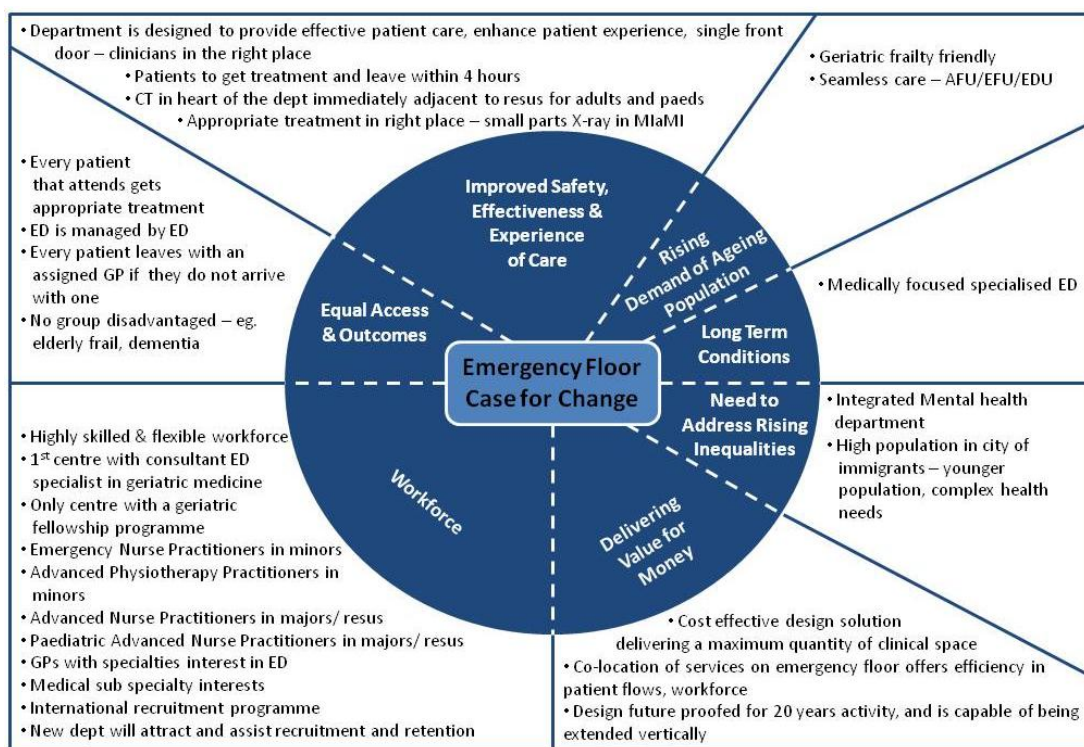 • Department is designed to provide effective patient care, enhance patient experience, single front
door – clinicians in the right place
• Patients to get treatment and leave within 4 hours
• CT in heart of the dept immediately adjacent to resus for adults and paeds
• Appropriate treatment in right place – small parts X-ray in MIaMI
• Geriatric frailty friendly
• Seamless care – AFU/EFU/EDU
• Every patient
that attends gets
appropriate treatment
• ED is managed by ED
• Every patient leaves with an
assigned GP if they do not arrive
with one
• No group disadvantaged – eg.
elderly frail, dementia
Improved Safety,
Effectiveness &
Experience
of Care
Rising
Demand of Ageing
Population
• Medically focused specialised ED
Equal Access
& Outcomes
Long Term
Conditions
Emergency Floor
Case for Change
Need to
Address Rising
Inequalities
• Integrated Mental health
department
• High population in city of
immigrants – younger
population, complex health
needs
Workforce
Delivering
Value for
Money
• Highly skilled & flexible workforce
• 1st centre with consultant ED
specialist in geriatric medicine
• Only centre with a geriatric
fellowship programme
• Emergency Nurse Practitioners in minors
• Advanced Physiotherapy Practitioners in
minors
• Advanced Nurse Practitioners in majors/ resus
• Paediatric Advanced Nurse Practitioners in majors/ resus
• GPs with specialties interest in ED
• Medical sub specialty interests
• International recruitment programme
• New dept will attract and assist recruitment and retention
• Cost effective design solution
delivering a maximum quantity of clinical space
• Co-location of services on emergency floor offers efficiency in
patient flows, workforce
• Design future proofed for 20 years activity, and is capable of being
extended vertically